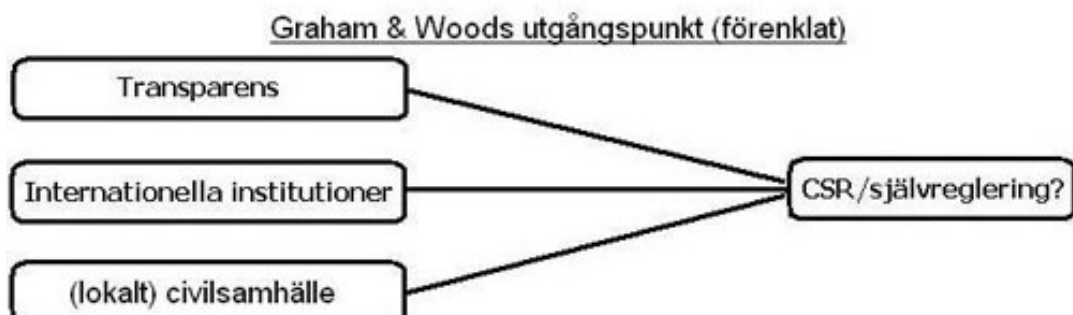 Graham & Woods utgångspunkt (förenklat)
Transparens
Internationella institutioner
CSR/självreglering?
(lokalt) civilsamhälle